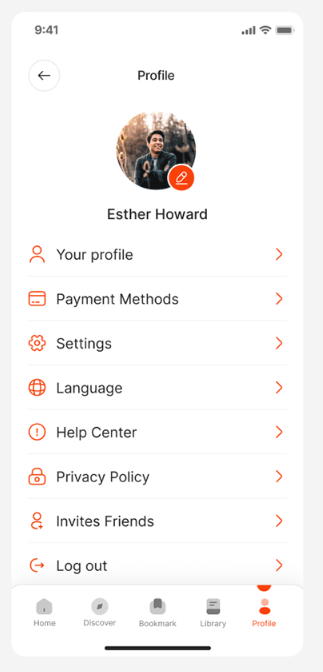 9:41
Profile
Esther Howard
Your profile
Payment Methods
Settings
Language
Help Center
Privacy Policy
Invites Friends
Log out
Home Discover Bookmark Library Profile